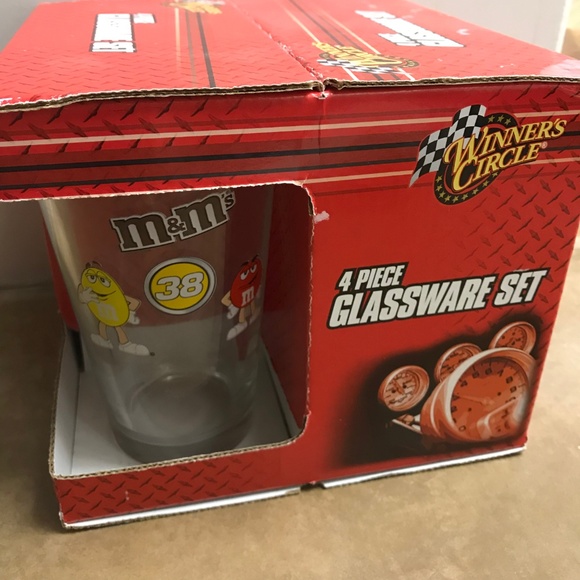 WINNER'S
CIRCLE®
m&m's
38
m
4 PIECE
GLASSWARE SET